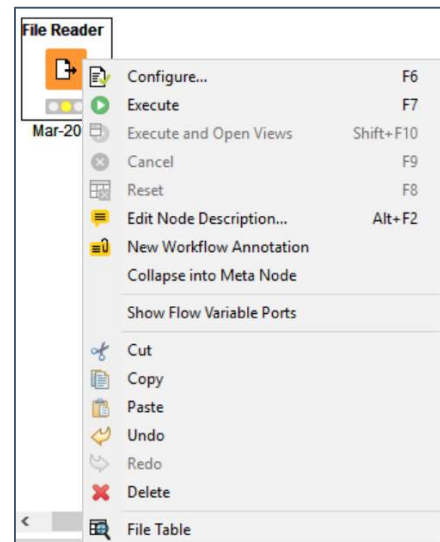 File Reader
Mar-20
Configure... F6
Execute F7
Execute and Open Views Shift+F10
Cancel F9
Reset F8
Edit Node Description... Alt+F2
New Workflow Annotation
Collapse into Meta Node
Show Flow Variable Ports
Cut
Copy
Paste
Undo
Redo
Delete
File Table